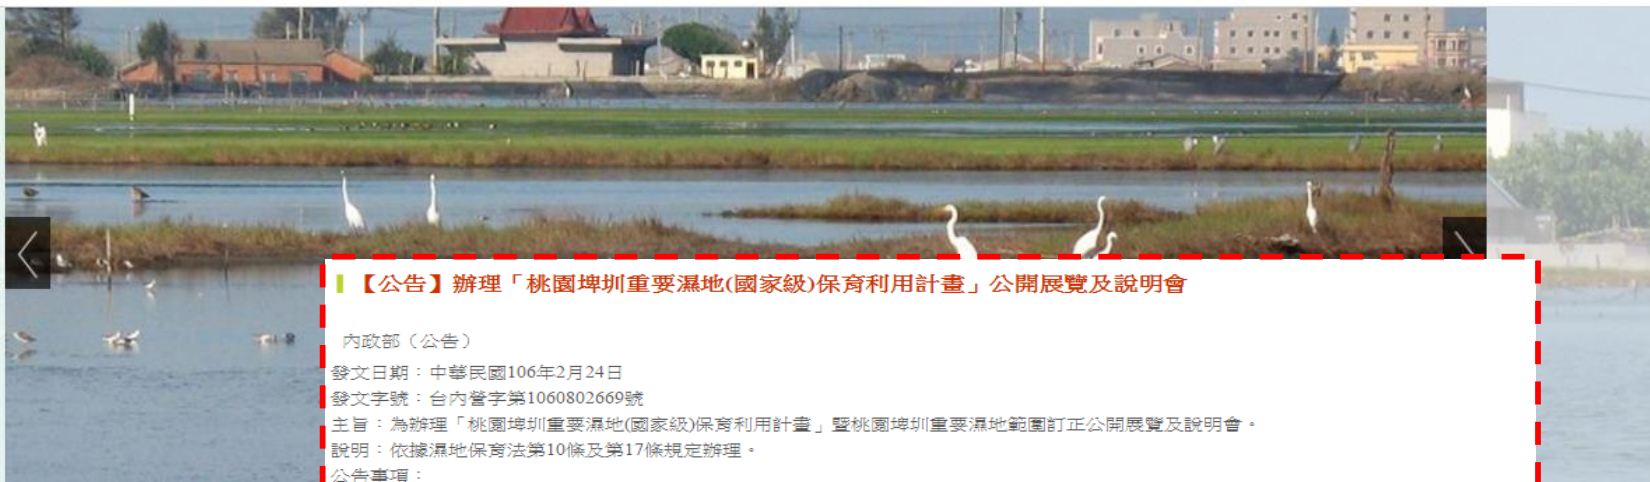 【公告】辦理「桃園埤圳重要濕地(國家級)保育利用計畫」公開展覽及說明會
內政部（公告）
發文日期：中華民國106年2月24日
發文字號：台內營字第1060802669號
主旨：為辦理「桃園埤圳重要濕地(國家級)保育利用計畫」暨桃園埤圳重要濕地範圍訂正公開展覽及說明會。
說明：依據濕地保育法第10條及第17條規定辦理。
公告事項：